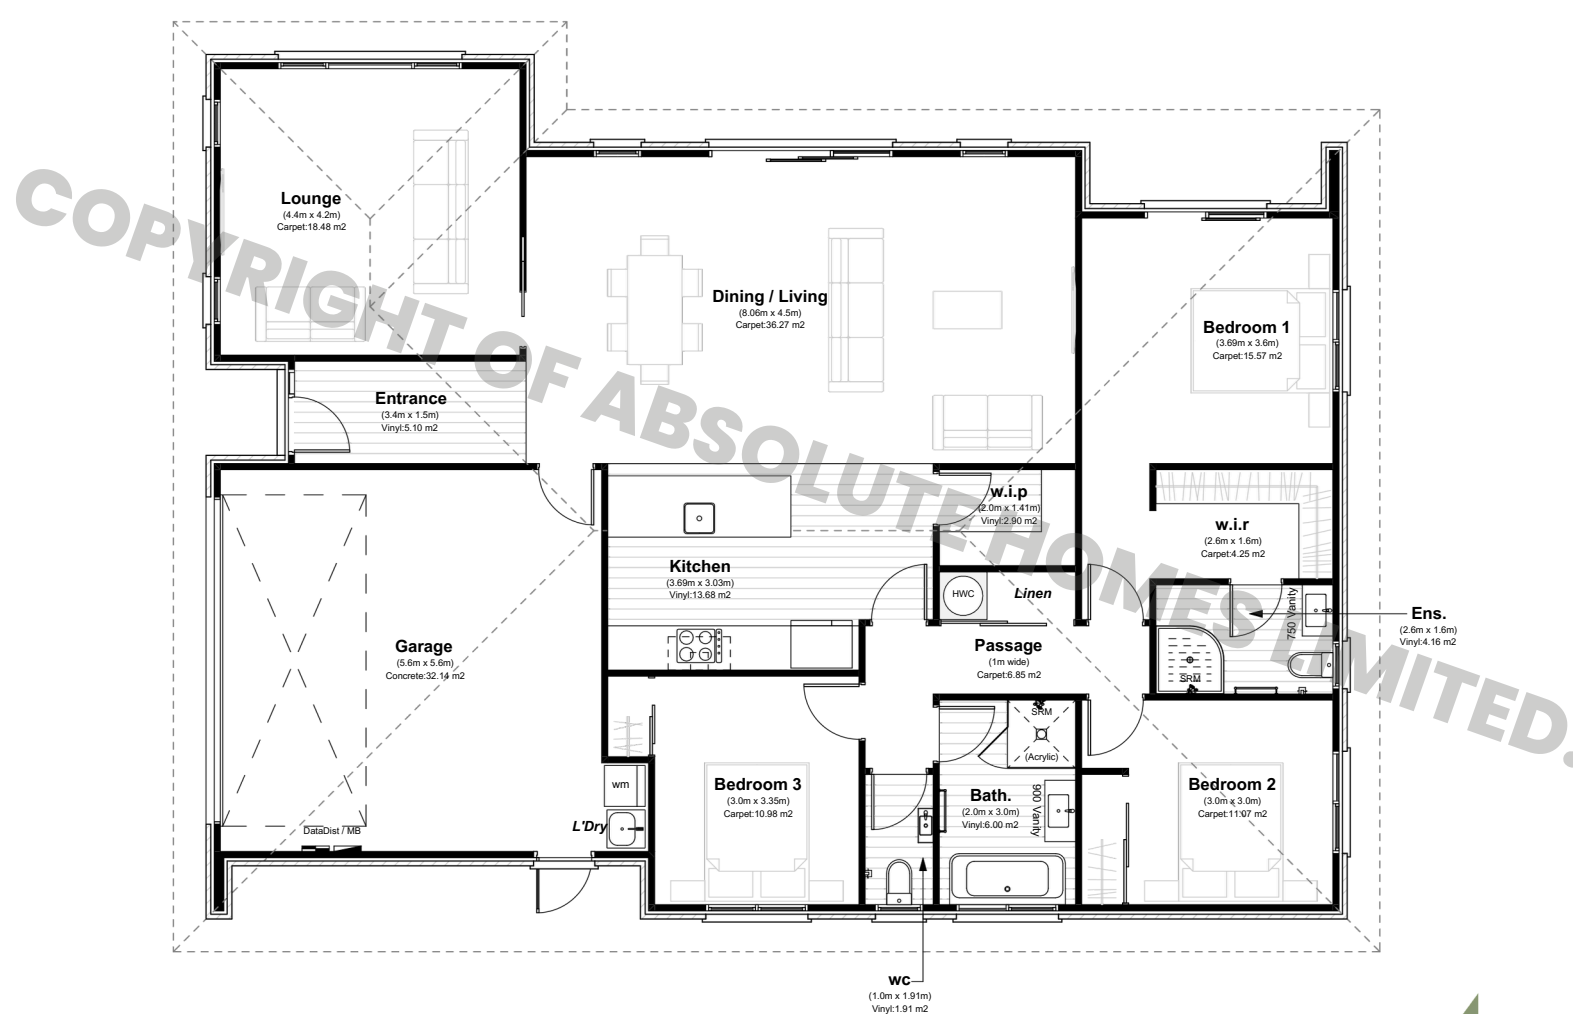 Lounge
(4.4m x 4.2m)
Carpet:18.48 m2
Dining / Living
(8.06m x 4.5m)
Carpet:36.27 m2
Bedroom 1
(3.69m x 3.6m)
Carpet:15.57 m2
Entrance
(3.4m x 1.5m)
Vinyl:5.10 m2
w.i.p
(2.0m x 1.41m)
Vinyl:2.90 m2
w.i.r
(2.6m x 1.6m)
Carpet:4.25 m2
Kitchen
(3.69m x 3.03m)
Vinyl:13.68 m2
HWC
Linen
750 Vanity
Ens.
(2.6m x 1.6m)
Vinyl:4.16 m2
Garage
(5.6m x 5.6m)
Concrete:32.14 m2
Passage
(1m wide)
Carpet:6.85 m2
SRM
SRM
(Acrylic)
wm
L'Dry
DataDist / MB
Bedroom 3
(3.0m x 3.35m)
Carpet:10.98 m2
Bath.
(2.0m x 3.0m)
Vinyl:6.00 m2
900 Vanity
Bedroom 2
(3.0m x 3.0m)
Carpet:11.07 m2
wc
(1.0m x 1.91m)
Vinyl:1.91 m2
COPYRIGHT OF ABSOLUTE HOMES LIMITED.